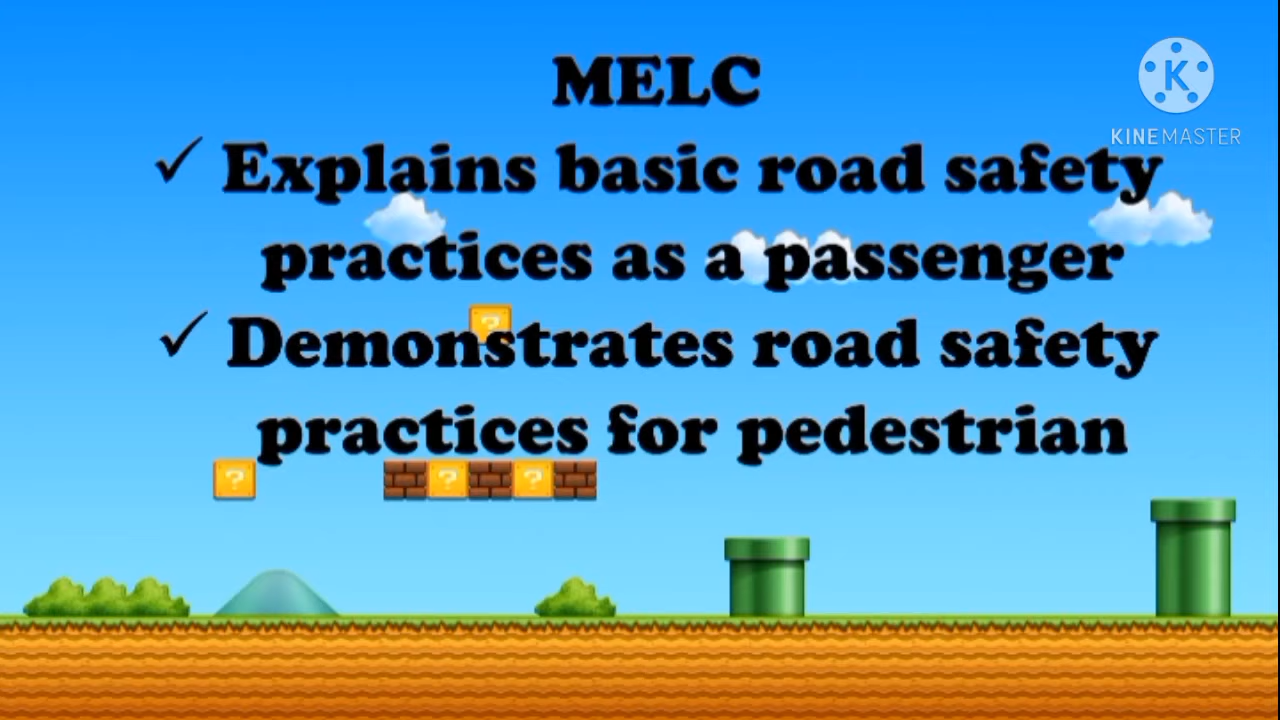 MELC
KINEMASTER
✓ Explains basic road safety
practices as a passenger
✓ Demonstrates road safety
practices for pedestrian
? 
? ? ?